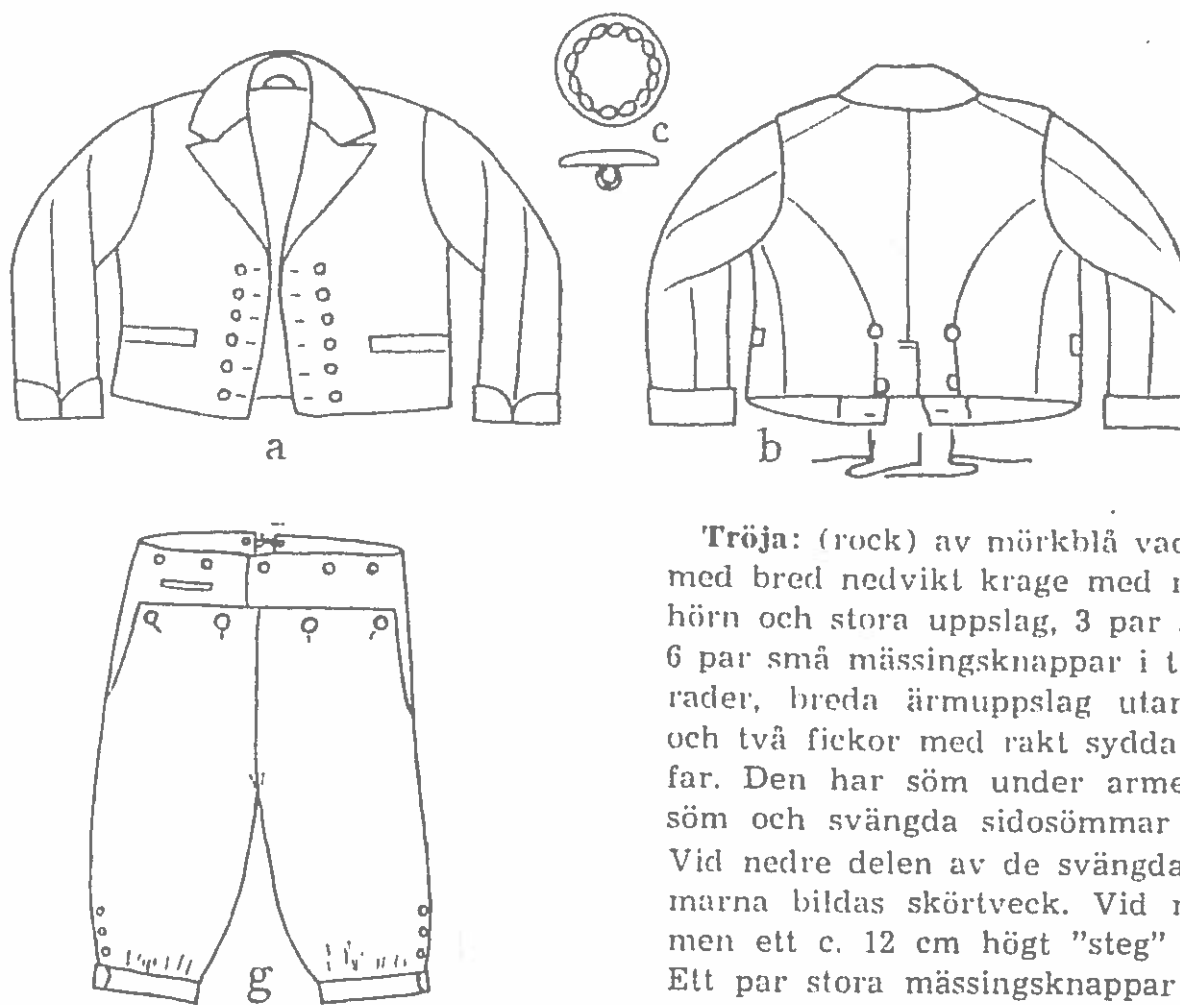 c
a
b
Tröja: (rock) av mörkblå
med bred nedvikt krage med
hörn och stora uppslag, 3 par
6 par små mässingsknappar i
rader, breda ärmuppslag
och två fickor med rakt sydda
far. Den har söm under
söm och svängda sidosömmar
Vid nedre delen av de svängda
marna bildas skörtveck. Vid
men ett c. 12 cm högt "steg"
Ett par stora mässingsknappar
g